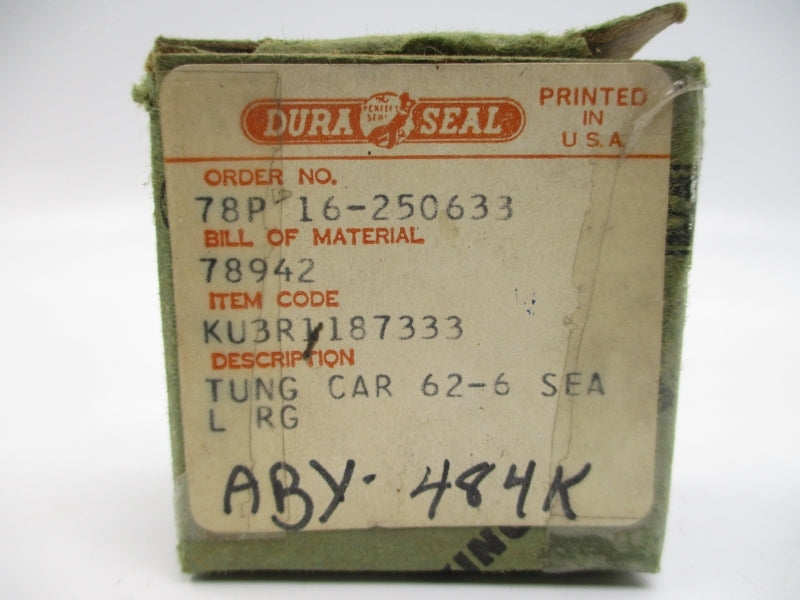 DURA SEAL
PERFECT
SEAL
PRINTED
IN
U.S.A.
ORDER NO.
78P 16-250633
BILL OF MATERIAL
78942
ITEM CODE
KU3R1187333
DESCRIPTION
TUNG CAR 62-6 SEA
L RG
ABY- 484K